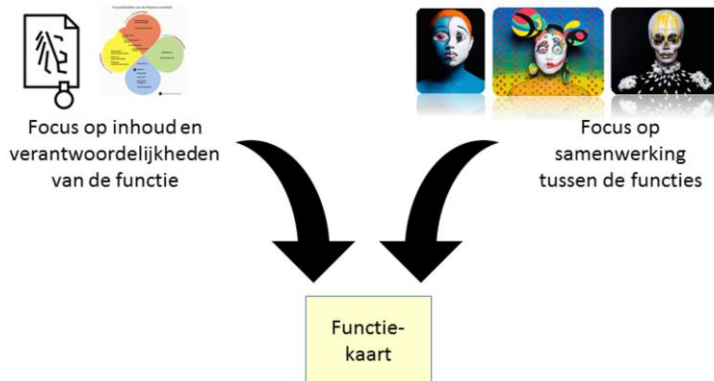 Focus op inhoud en
verantwoordelijkheden
van de functie
Focus op
samenwerking
tussen de functies
Functie-
kaart